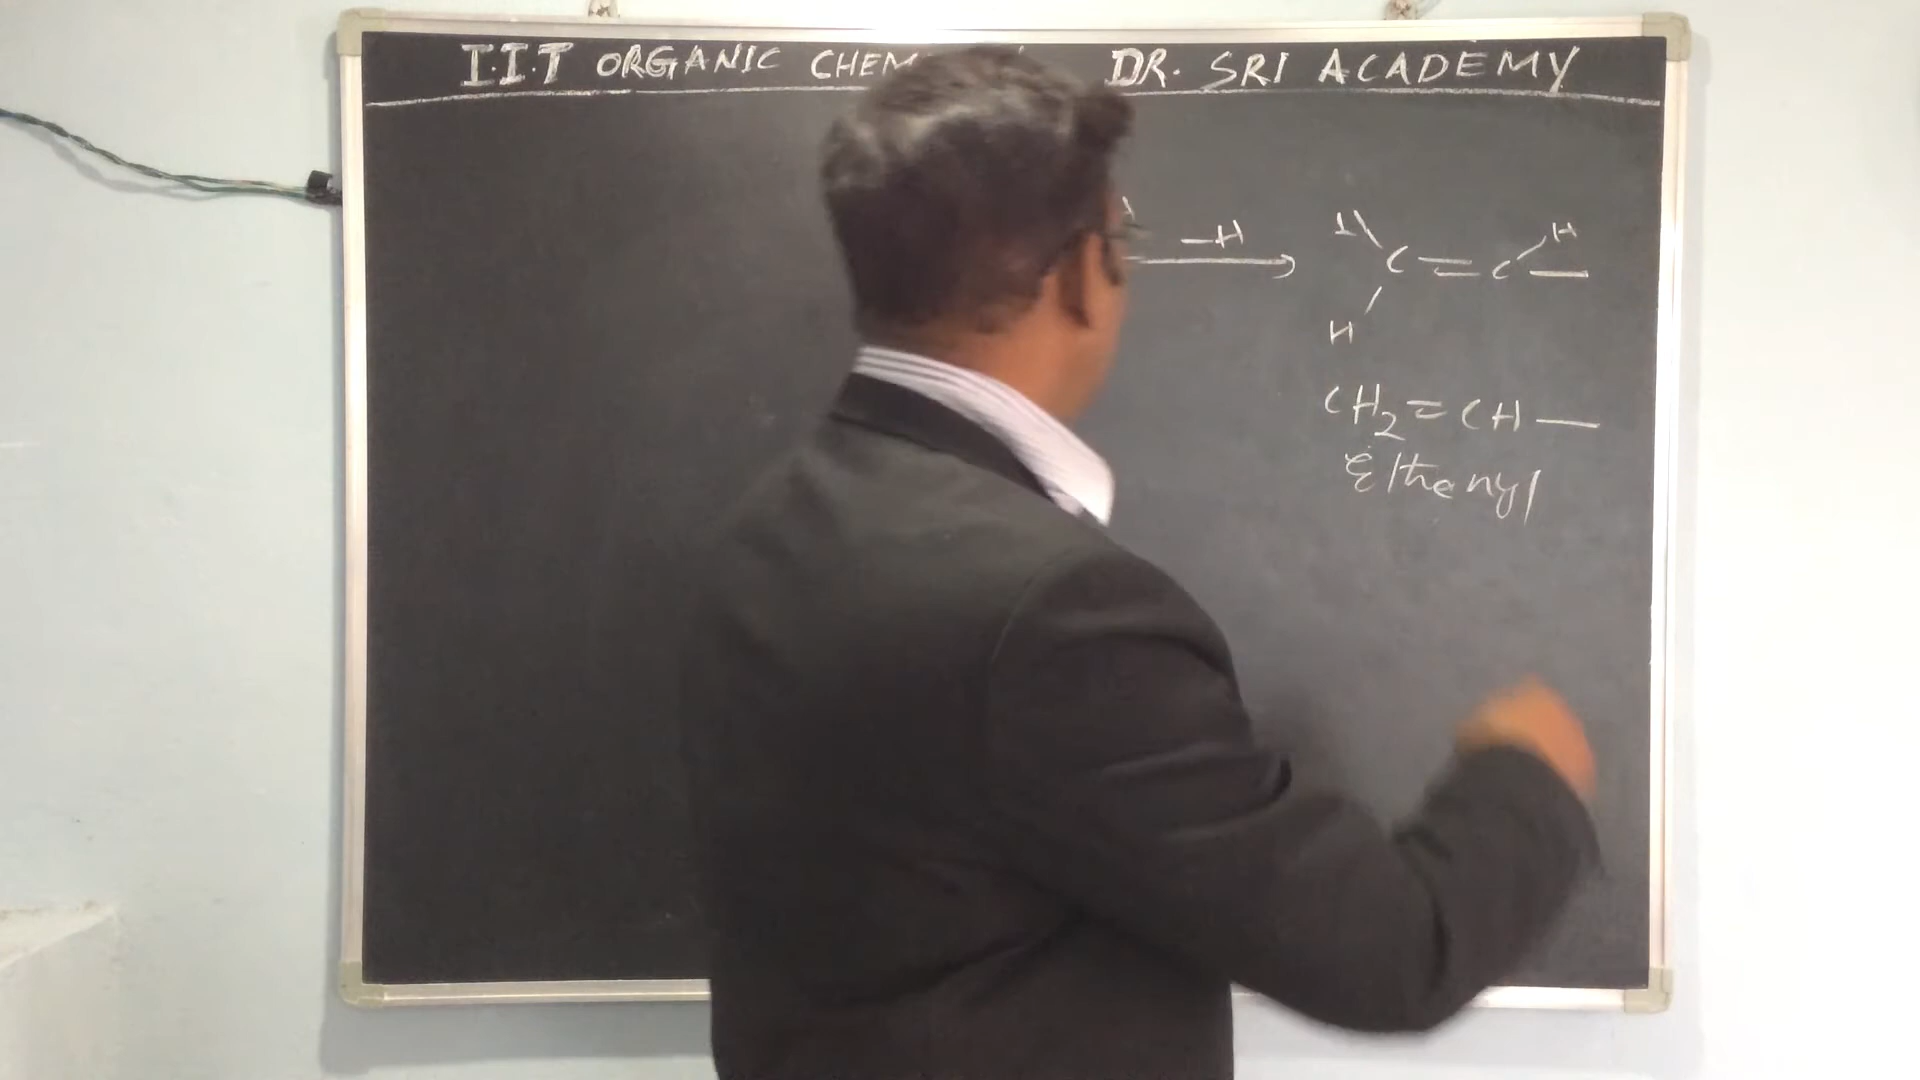 I.I.T ORGANIC CHEM DR. SRI ACADEMY
-H
H H
C = C -
H
CH2 = CH -
Ethenyl